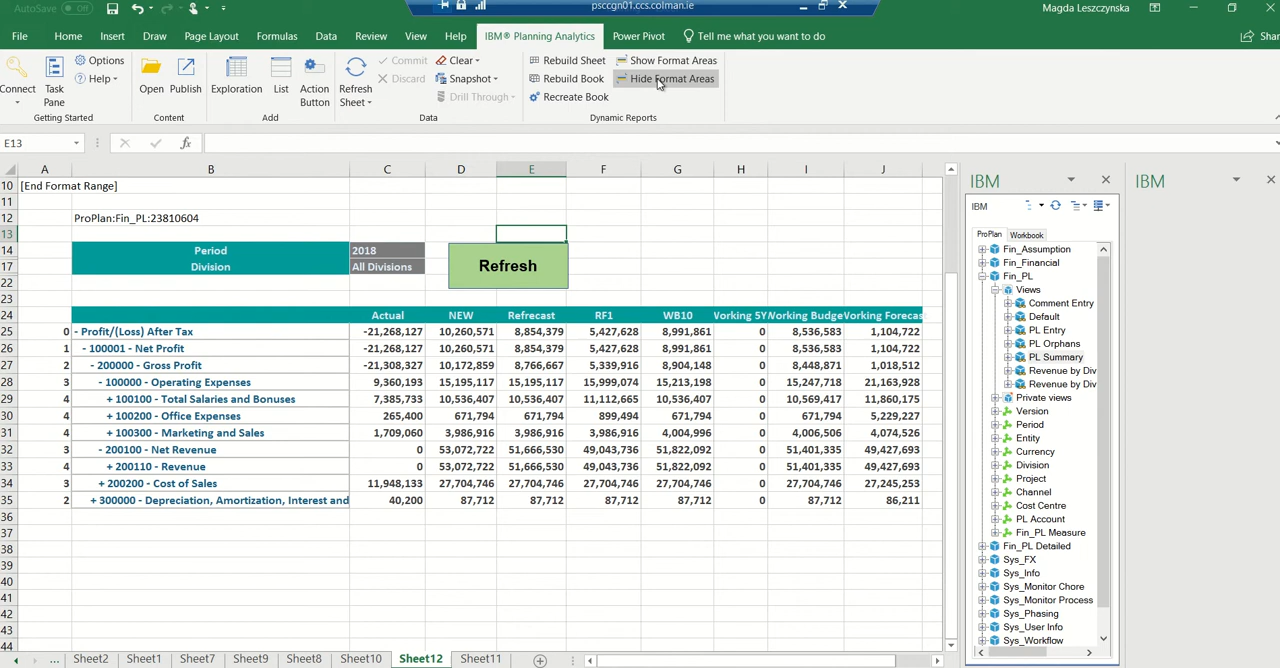 AutoSave Off
psccgn01.ccs.colman.ie
Magda Leszczynska
File Home Insert Draw Page Layout Formulas Data Review View Help IBM® Planning Analytics Power Pivot Tell me what you want to do Shar
Connect
Task Pane
Options
Help
Getting Started
Open
Publish
Content
Exploration
List
Action Button
Add
Refresh Sheet
Commit
Discard
Clear
Snapshot
Drill Through
Data
Rebuild Sheet
Rebuild Book
Recreate Book
Show Format Areas
Hide Format Areas
Dynamic Reports
E13 fx
A B C D E F G H I J
10 [End Format Range]
11
12 ProPlan:Fin_PL:23810604
13
14 Period 2018
17 Division All Divisions
Refresh
22
23
24 Actual NEW Refrecast RF1 WB10 Working 5Y Working Budge Vorking Forecas
25 0 - Profit/(Loss) After Tax -21,268,127 10,260,571 8,854,379 5,427,628 8,991,861 0 8,536,583 1,104,722
26 1 - 100001 - Net Profit -21,268,127 10,260,571 8,854,379 5,427,628 8,991,861 0 8,536,583 1,104,722
27 2 - 200000 - Gross Profit -21,308,327 10,172,859 8,766,667 5,339,916 8,904,148 0 8,448,871 1,018,512
28 3 - 100000 - Operating Expenses 9,360,193 15,195,117 15,195,117 15,999,074 15,213,198 0 15,247,718 21,163,928
29 4 + 100100 - Total Salaries and Bonuses 7,385,733 10,536,407 10,536,407 11,112,665 10,536,407 0 10,569,417 11,860,175
30 4 + 100200 - Office Expenses 265,400 671,794 671,794 899,494 671,794 0 671,794 5,229,227
31 4 + 100300 - Marketing and Sales 1,709,060 3,986,916 3,986,916 3,986,916 4,004,996 0 4,006,506 4,074,526
32 3 - 200100 - Net Revenue 0 53,072,722 51,666,530 49,043,736 51,822,092 0 51,401,335 49,427,693
33 4 + 200110 - Revenue 0 53,072,722 51,666,530 49,043,736 51,822,092 0 51,401,335 49,427,693
34 3 + 200200 - Cost of Sales 11,948,133 27,704,746 27,704,746 27,704,746 27,704,746 0 27,704,746 27,245,253
35 2 + 300000 - Depreciation, Amortization, Interest and 40,200 87,712 87,712 87,712 87,712 0 87,712 86,211
36
37
38
39
40
41
42
43
44
... Sheet2 Sheet1 Sheet7 Sheet9 Sheet8 Sheet10 Sheet12 Sheet11
IBM
IBM
ProPlan Workbook
Fin_Assumption
Fin_Financial
Fin_PL
Views
Comment Entry
Default
PL Entry
PL Orphans
PL Summary
Revenue by Div
Revenue by Div
Private views
Version
Period
Entity
Currency
Division
Project
Channel
Cost Centre
PL Account
Fin_PL Measure
Fin_PL Detailed
Sys_FX
Sys_Info
Sys_Monitor Chore
Sys_Monitor Process
Sys_Phasing
Sys_User Info
Sys_Workflow
IBM